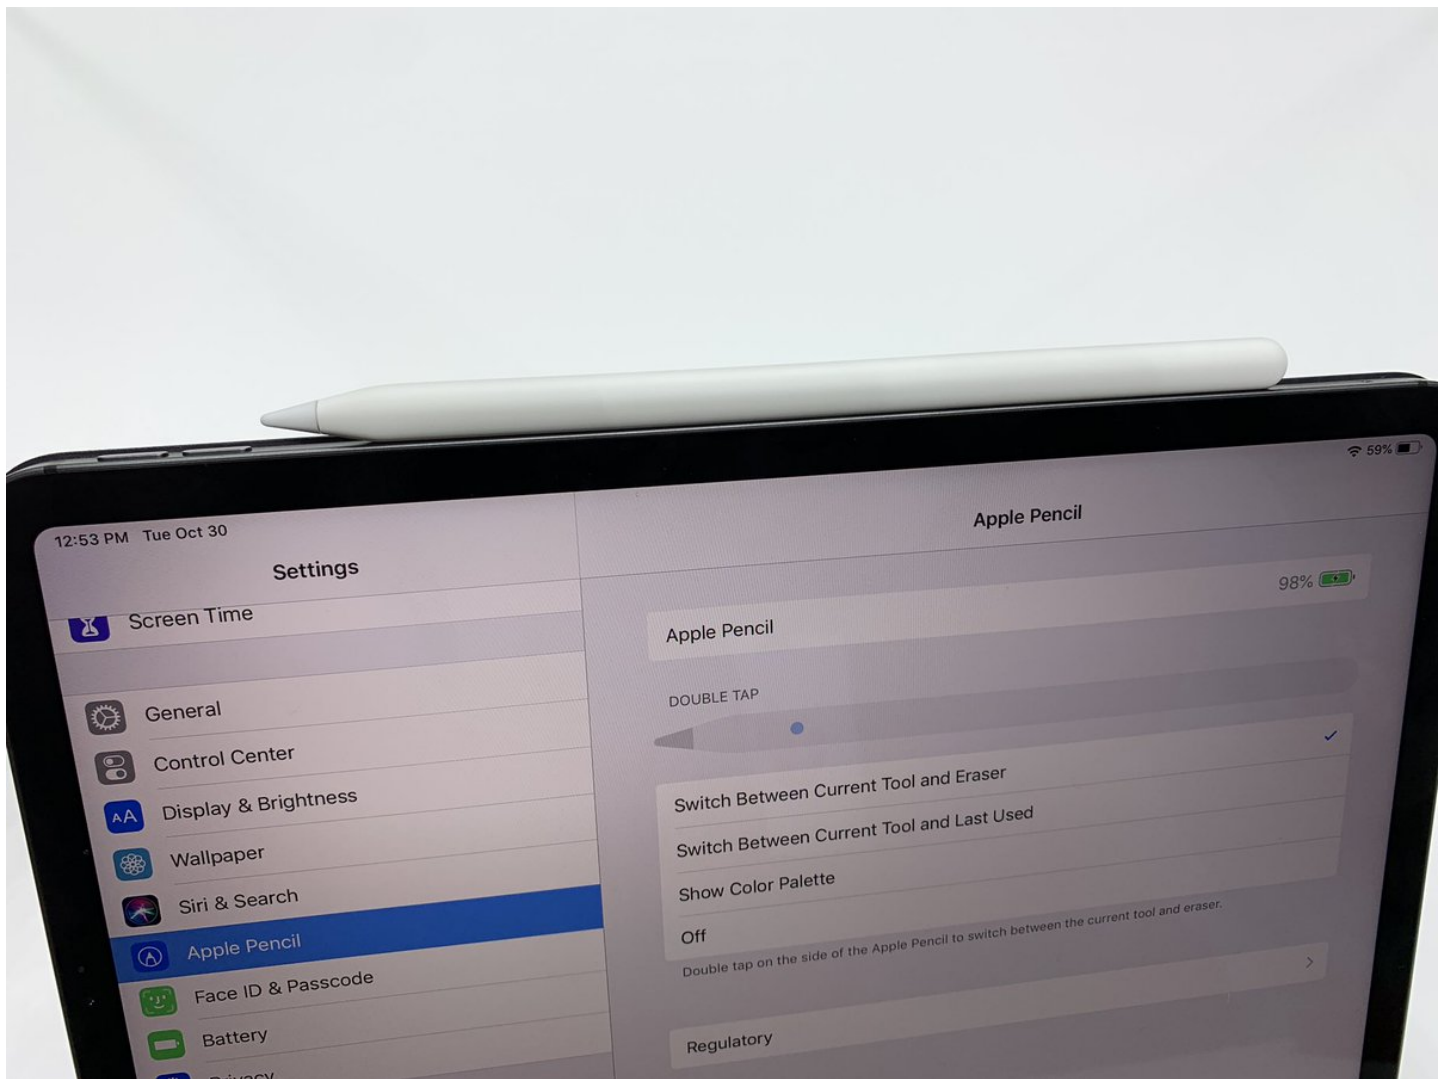 12:53 PM Tue Oct 30
59%
Settings
Screen Time
General
Control Center
AA
Display & Brightness
Wallpaper
Siri & Search
Apple Pencil
Face ID & Passcode
Battery
Privacy
Apple Pencil
Apple Pencil 98%
DOUBLE TAP
Switch Between Current Tool and Eraser
Switch Between Current Tool and Last Used
Show Color Palette
Off
Double tap on the side of the Apple Pencil to switch between the current tool and eraser.
Regulatory